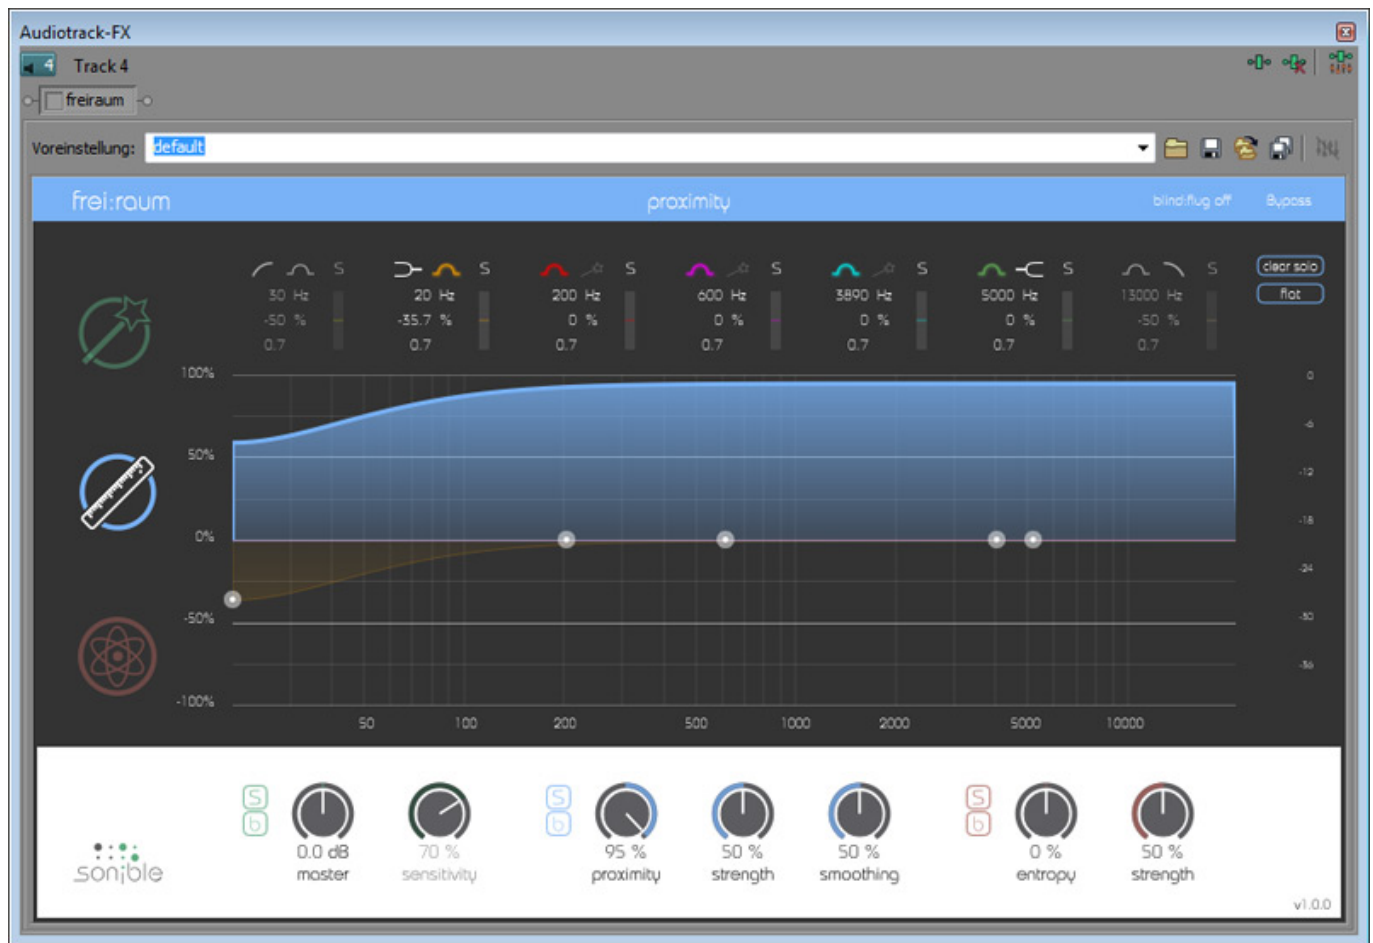 Audiotrack-FX
4 Track 4
freiraum
Voreinstellung: default
frei:raum proximity blind:flug off Bypass
S S S S S S S clear solo
30 Hz 20 Hz 200 Hz 600 Hz 3890 Hz 5000 Hz 13000 Hz flat
-50 % -35.7 % 0 % 0 % 0 % 0 % -50 %
0.7 0.7 0.7 0.7 0.7 0.7 0.7
100% 0
-6
50% -12
0% -18
-24
-50% -30
-36
-100%
50 100 200 500 1000 2000 5000 10000
S S S
b b b
0.0 dB 70 % 95 % 50 % 50 % 0 % 50 %
sonible master sensitivity proximity strength smoothing entropy strength
v1.0.0